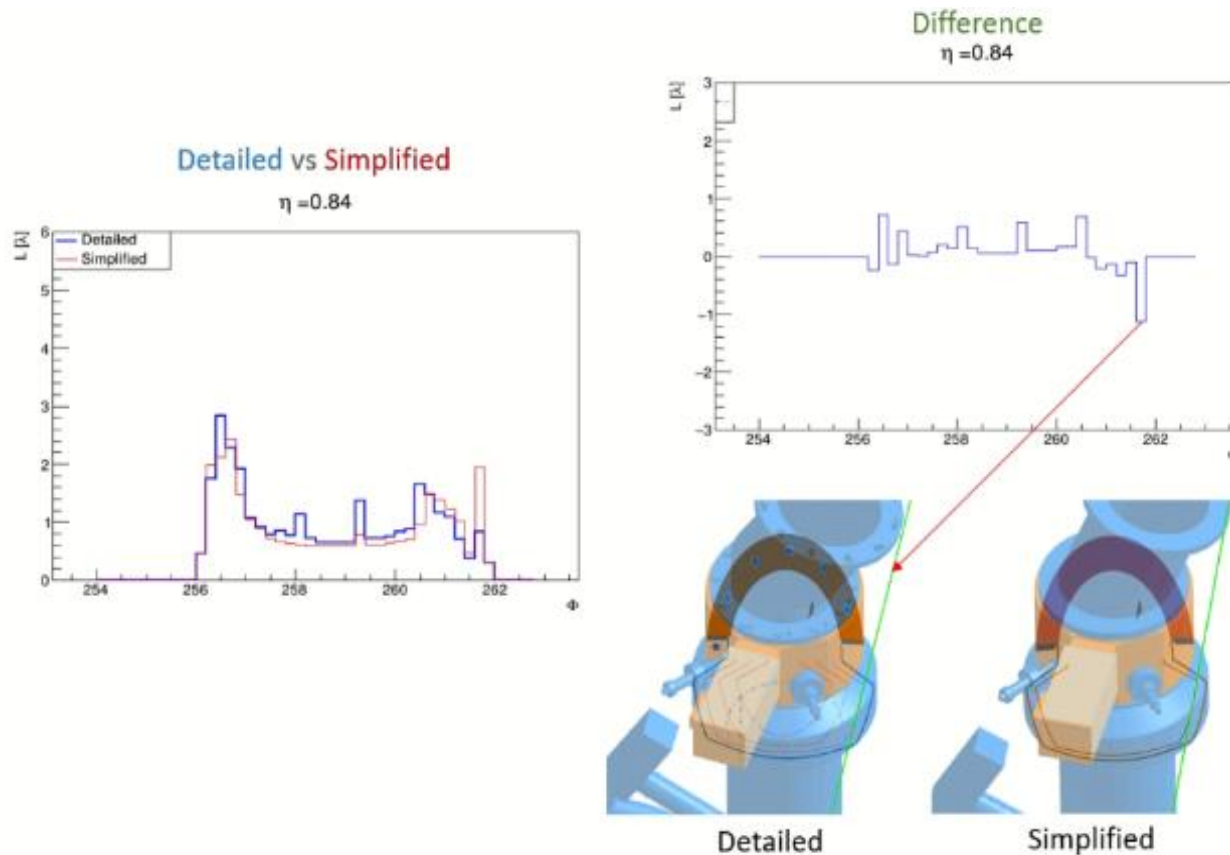 Detailed vs Simplified
η =0.84
L [λ]
Detailed
Simplified
6
5
4
3
2
1
0
254
256
258
260
262
Φ
Difference
η =0.84
L [λ]
3
2
1
0
−1
−2
−3
254
256
258
260
262
Detailed
Simplified